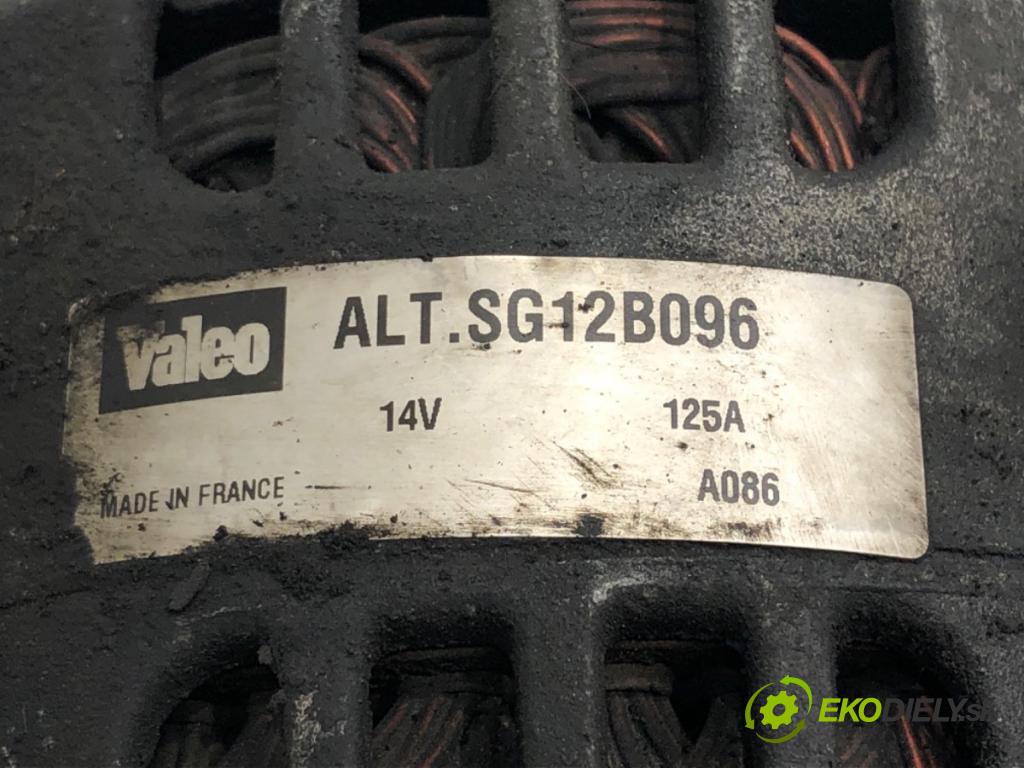 Valeo
ALT.SG12B096
14V 125A
MADE IN FRANCE
A086
EKODIELY.sk